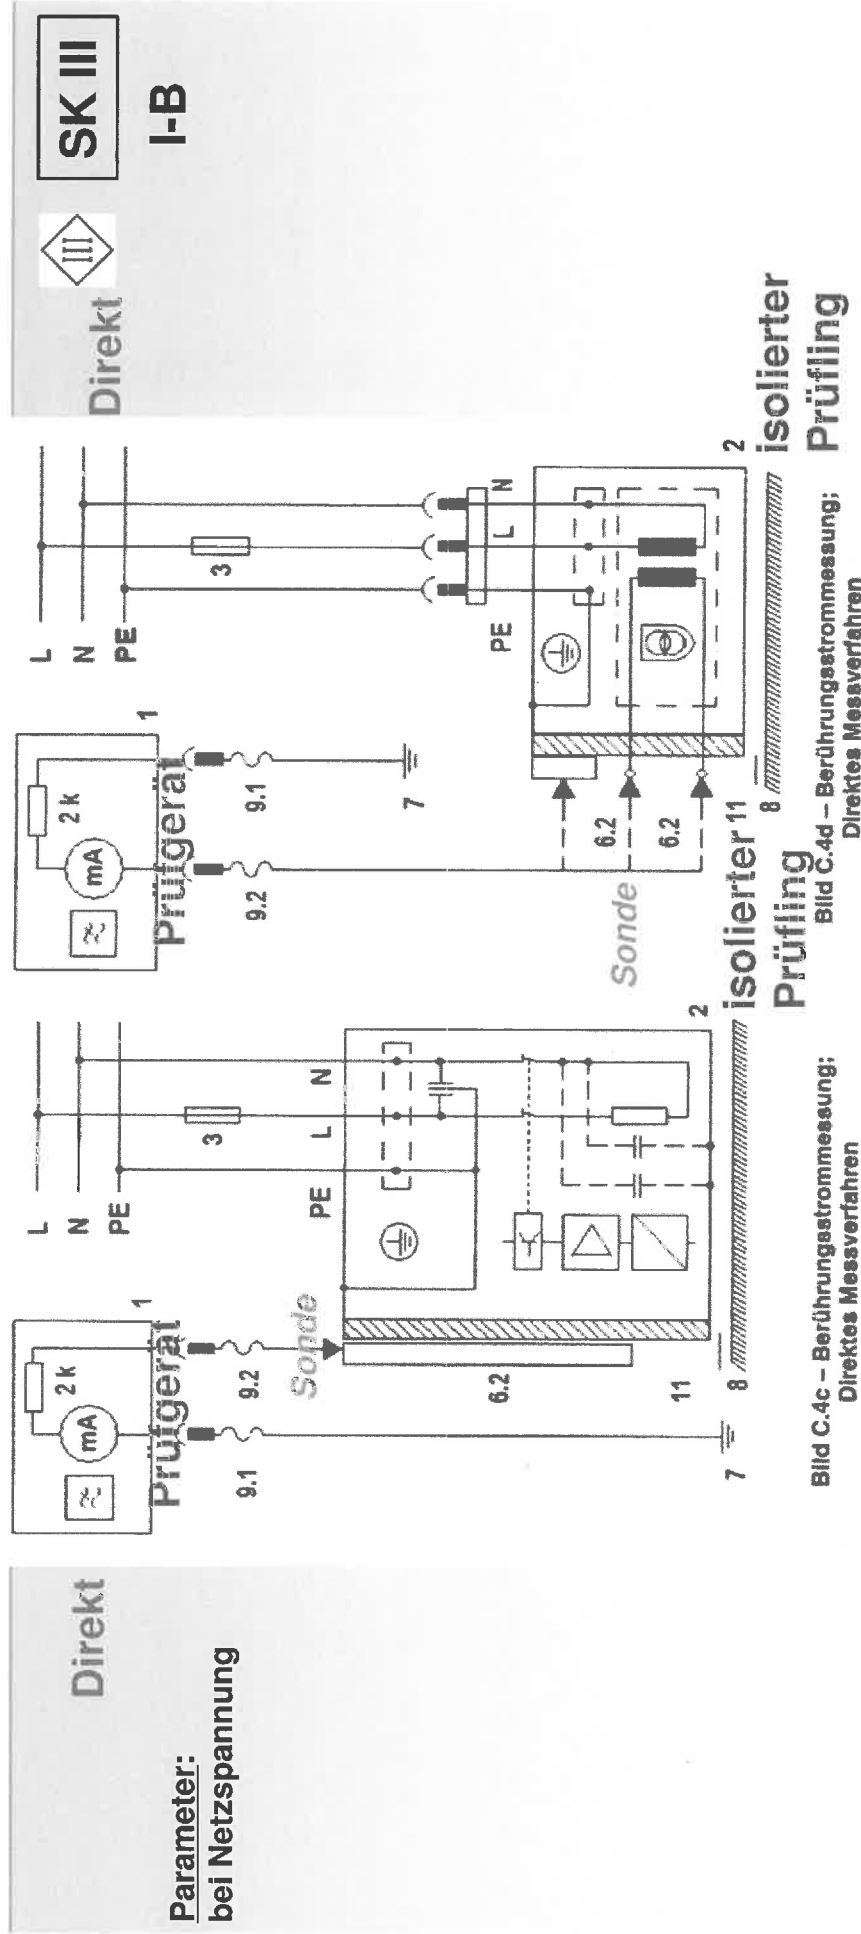 Direkt
Parameter:
bei Netzspannung
2 k
mA
1
Prüfgerät
9.1
9.2
Sonde
L
N
PE
3
PE
L
N
6.2
11
7
8
2
isolierter
Prüfling
Bild C.4c – Berührungsstrommessung;
Direktes Messverfahren
2 k
mA
1
Prüfgerät
9.2
9.1
7
L
N
PE
3
PE
L
N
Sonde
6.2
6.2
11
8
2
isolierter
Prüfling
Bild C.4d – Berührungsstrommessung;
Direktes Messverfahren
Direkt
III
SK III
I-B